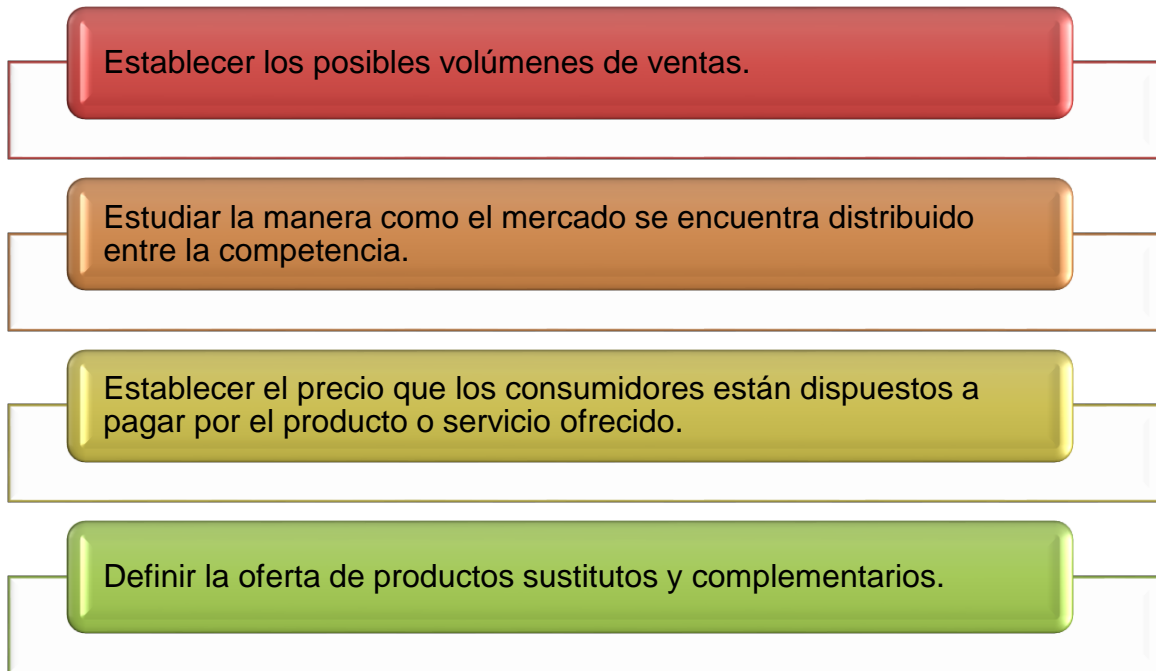 Establecer los posibles volúmenes de ventas.
Estudiar la manera como el mercado se encuentra distribuido
entre la competencia.
Establecer el precio que los consumidores están dispuestos a
pagar por el producto o servicio ofrecido.
Definir la oferta de productos sustitutos y complementarios.